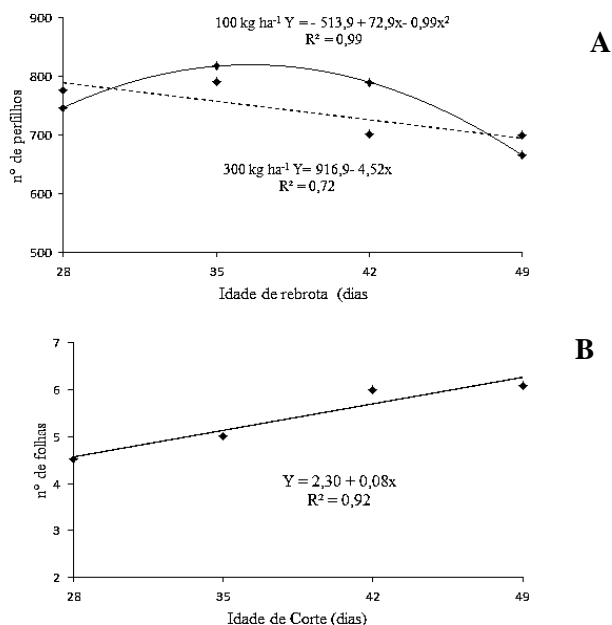 900
800
700
600
500
n° de perfilhos
100 kg ha⁻¹ Y = - 513,9 + 72,9x- 0,99x²
R² = 0,99
A
300 kg ha⁻¹ Y= 916,9- 4,52x
R² = 0,72
28
35
42
49
Idade de rebrota (dias
7
6
5
4
3
2
n° de folhas
B
Y = 2,30 + 0,08x
R² = 0,92
28
35
42
49
Idade de Corte (dias)